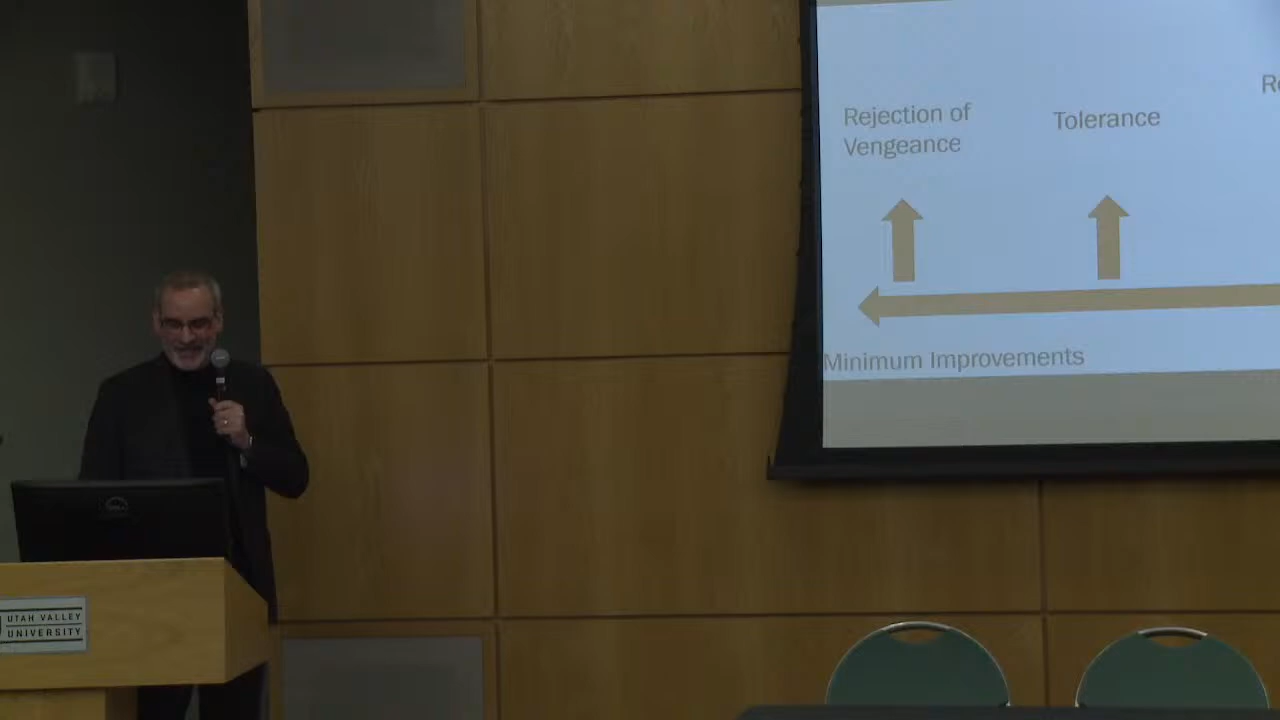 Rejection of
Vengeance
Tolerance
Minimum Improvements
UTAH VALLEY
UNIVERSITY